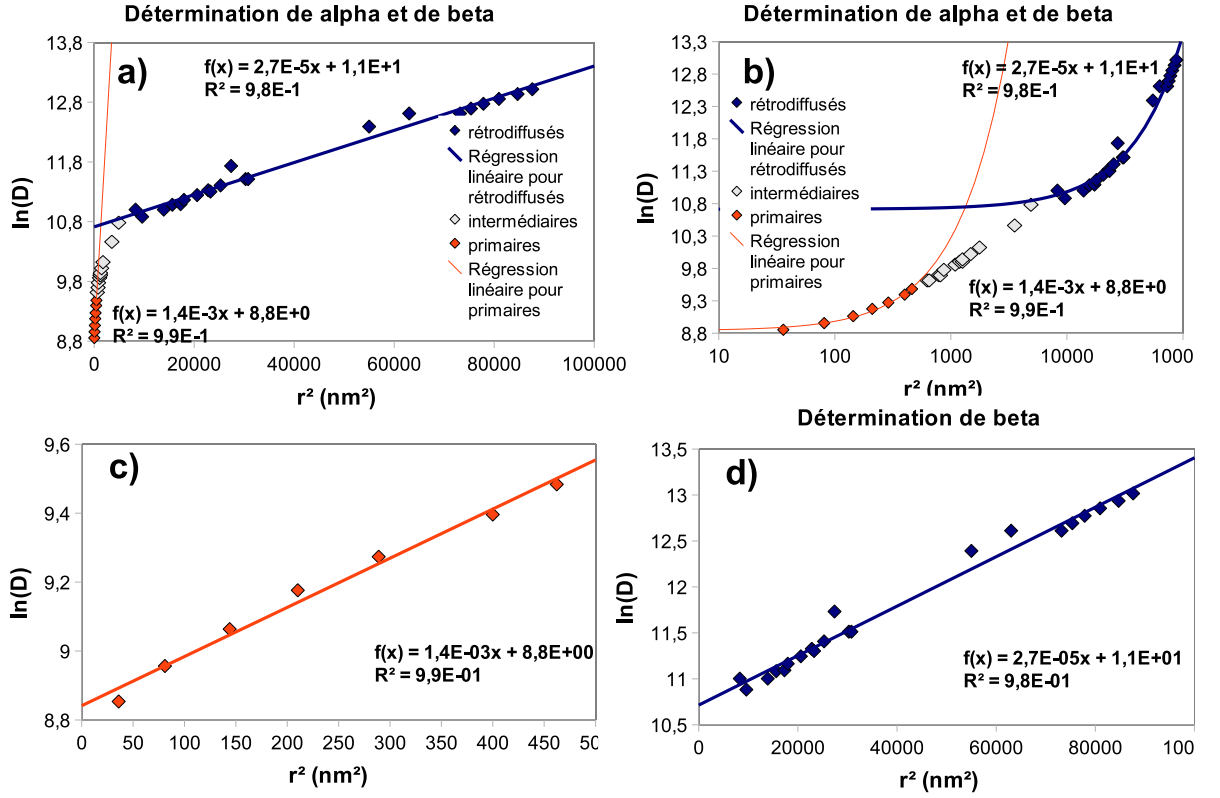 Détermination de alpha et de beta
a)
f(x) = 2,7E-5x + 1,1E+1
R² = 9,8E-1
ln(D)
13,8
12,8
11,8
10,8
9,8
8,8
rétrodiffusés
Régression
linéaire pour
rétrodiffusés
intermédiaires
primaires
Régression
linéaire pour
primaires
f(x) = 1,4E-3x + 8,8E+0
R² = 9,9E-1
0 20000 40000 60000 80000 100000
r² (nm²)
Détermination de alpha et de beta
b)
f(x) = 2,7E-5x + 1,1E+1
R² = 9,8E-1
ln(D)
13,3
12,8
12,3
11,8
11,3
10,8
10,3
9,8
9,3
8,8
rétrodiffusés
Régression
linéaire pour
rétrodiffusés
intermédiaires
primaires
Régression
linéaire pour
primaires
f(x) = 1,4E-3x + 8,8E+0
R² = 9,9E-1
10 100 1000 10000 1000
r² (nm²)
c)
ln(D)
9,6
9,4
9,2
9
8,8
f(x) = 1,4E-03x + 8,8E+00
R² = 9,9E-01
0 50 100 150 200 250 300 350 400 450 50
r² (nm²)
Détermination de beta
d)
ln(D)
13,5
13
12,5
12
11,5
11
10,5
f(x) = 2,7E-05x + 1,1E+01
R² = 9,8E-01
0 20000 40000 60000 80000 1000
r² (nm²)